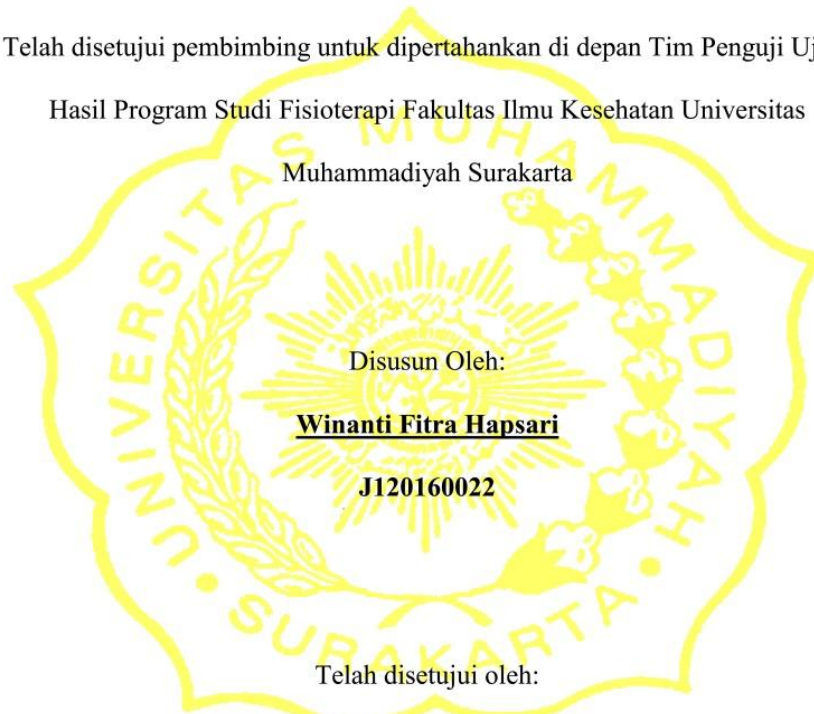 Telah disetujui pembimbing untuk dipertahankan di depan Tim Penguji
Hasil Program Studi Fisioterapi Fakultas Ilmu Kesehatan Universitas
Muhammadiyah Surakarta
UNIVERSITAS MUHAMMADIYAH
SURAKARTA
Disusun Oleh:
Winanti Fitra Hapsari
J120160022
Telah disetujui oleh: